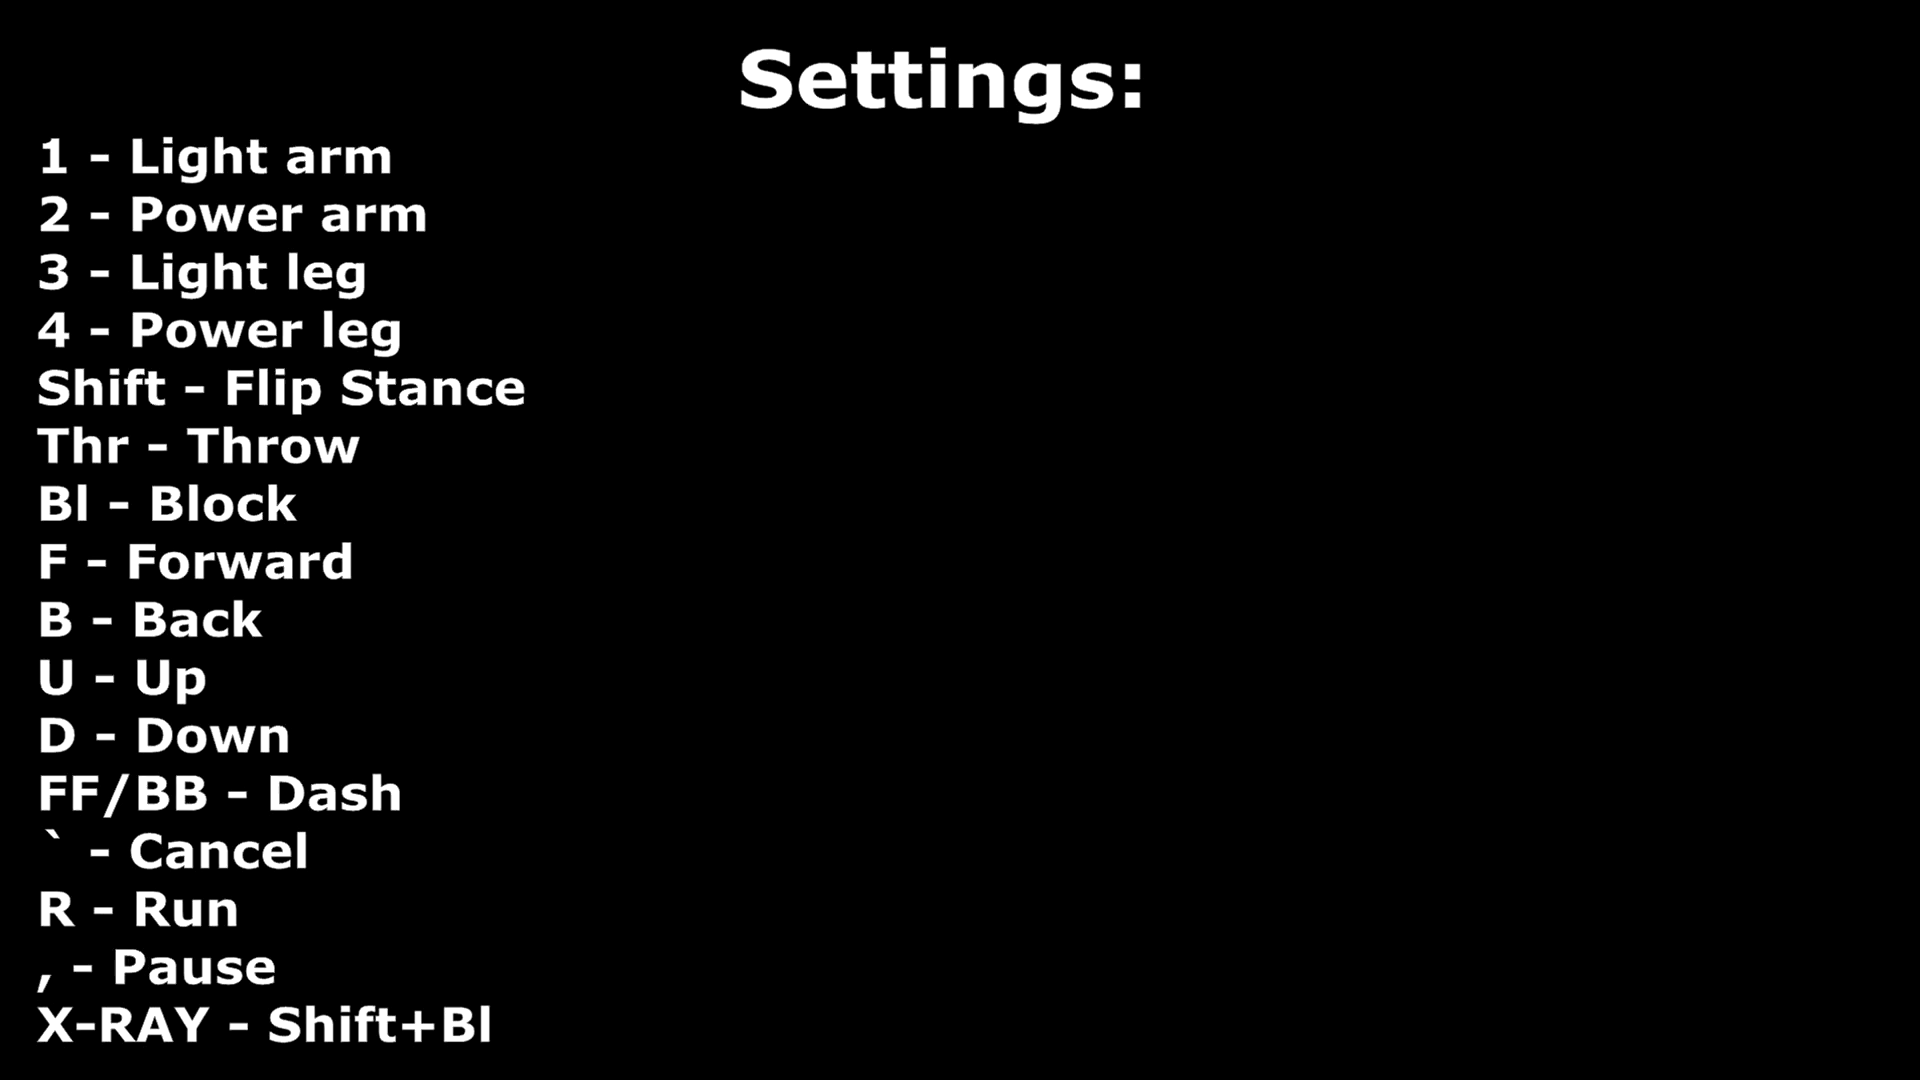 Settings:
1 - Light arm
2 - Power arm
3 - Light leg
4 - Power leg
Shift - Flip Stance
Thr - Throw
Bl - Block
F - Forward
B - Back
U - Up
D - Down
FF/BB - Dash
` - Cancel
R - Run
, - Pause
X-RAY - Shift+Bl